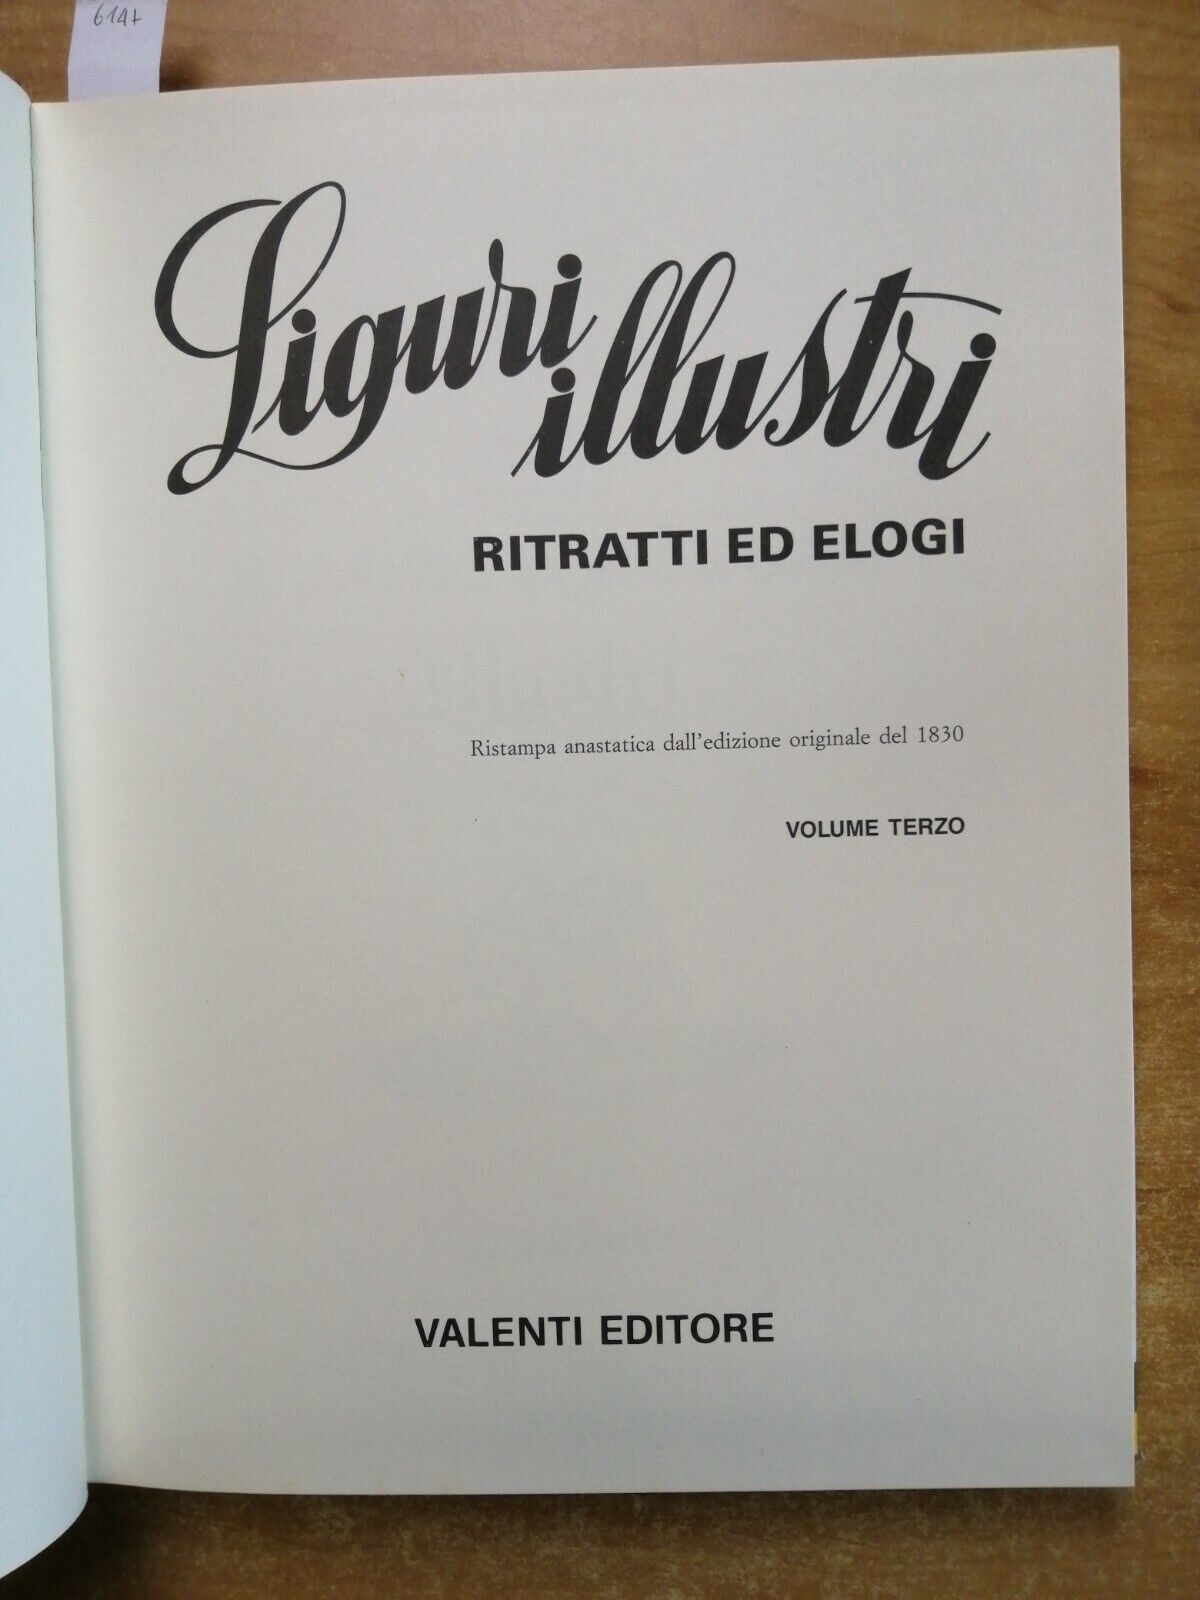 6147
Liguri
illustri
RITRATTI ED ELOGI
Ristampa anastatica dall'edizione originale del 1830
VOLUME TERZO
VALENTI EDITORE